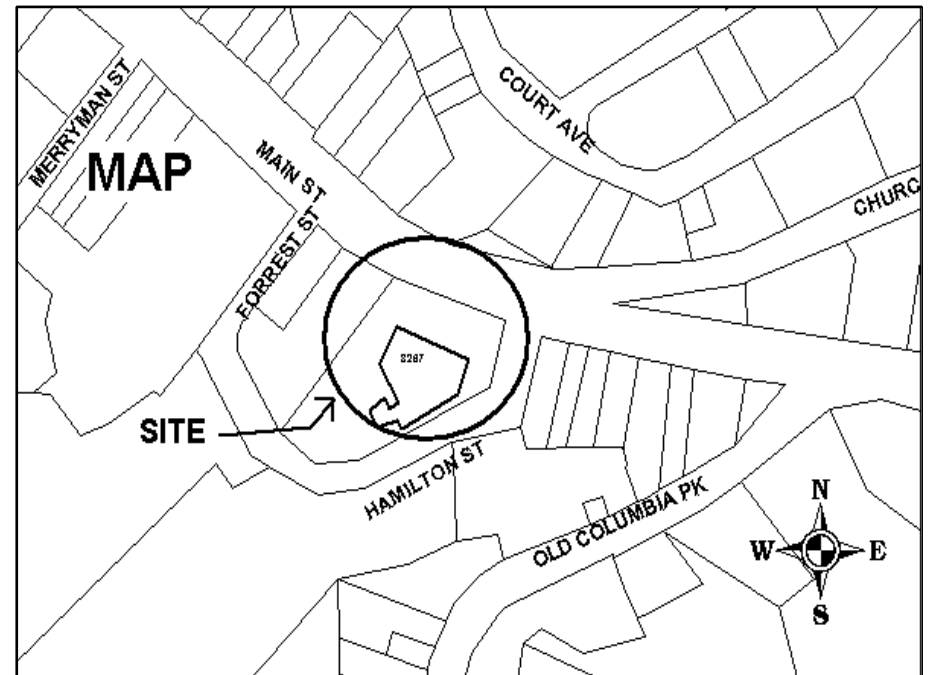 MERRYMAN ST
MAP
MAIN ST
COURT AVE
CHURC
FORREST ST
SITE
HAMILTON ST
OLD COLUMBIA PK
N
W
E
S